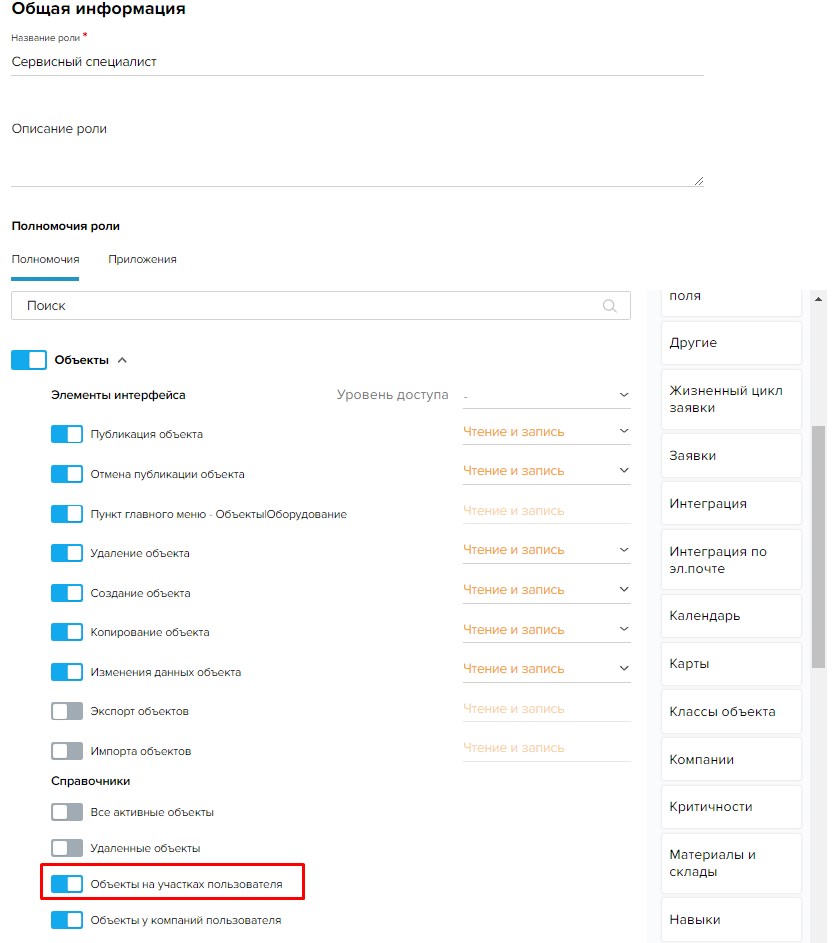 Общая информация
Название роли *
Сервисный специалист
Описание роли
Полномочия роли
Полномочия Приложения
Поиск
Объекты
Элементы интерфейса Уровень доступа -
Публикация объекта Чтение и запись
Отмена публикации объекта Чтение и запись
Пункт главного меню - Объекты|Оборудование Чтение и запись
Удаление объекта Чтение и запись
Создание объекта Чтение и запись
Копирование объекта Чтение и запись
Изменения данных объекта Чтение и запись
Экспорт объектов Чтение и запись
Импорта объектов Чтение и запись
Справочники
Все активные объекты
Удаленные объекты
Объекты на участках пользователя
Объекты у компаний пользователя
поля
Другие
Жизненный цикл
заявки
Заявки
Интеграция
Интеграция по
эл.почте
Календарь
Карты
Классы объекта
Компании
Критичности
Материалы и
склады
Навыки